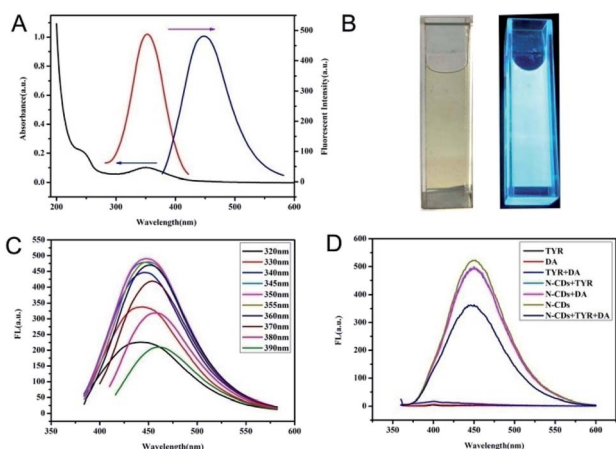 A
Absorbance(a.u.)
1.0
0.8
0.6
0.4
0.2
0.0
200 300 400 500 600
Wavelength(nm)
500
400
300
200
100
0
Fluorescent Intensity(a.u.)
B
C
FL(a.u.)
550
500
450
400
350
300
250
200
150
100
50
0
350 400 450 500 550 600
Wavelength(nm)
320nm
330nm
340nm
345nm
350nm
355nm
360nm
370nm
380nm
390nm
D
FL(a.u.)
600
500
400
300
200
100
0
350 400 450 500 550 600
Wavelength(nm)
TYR
DA
TYR+DA
N-CDs+TYR
N-CDs+DA
N-CDs
N-CDs+TYR+DA